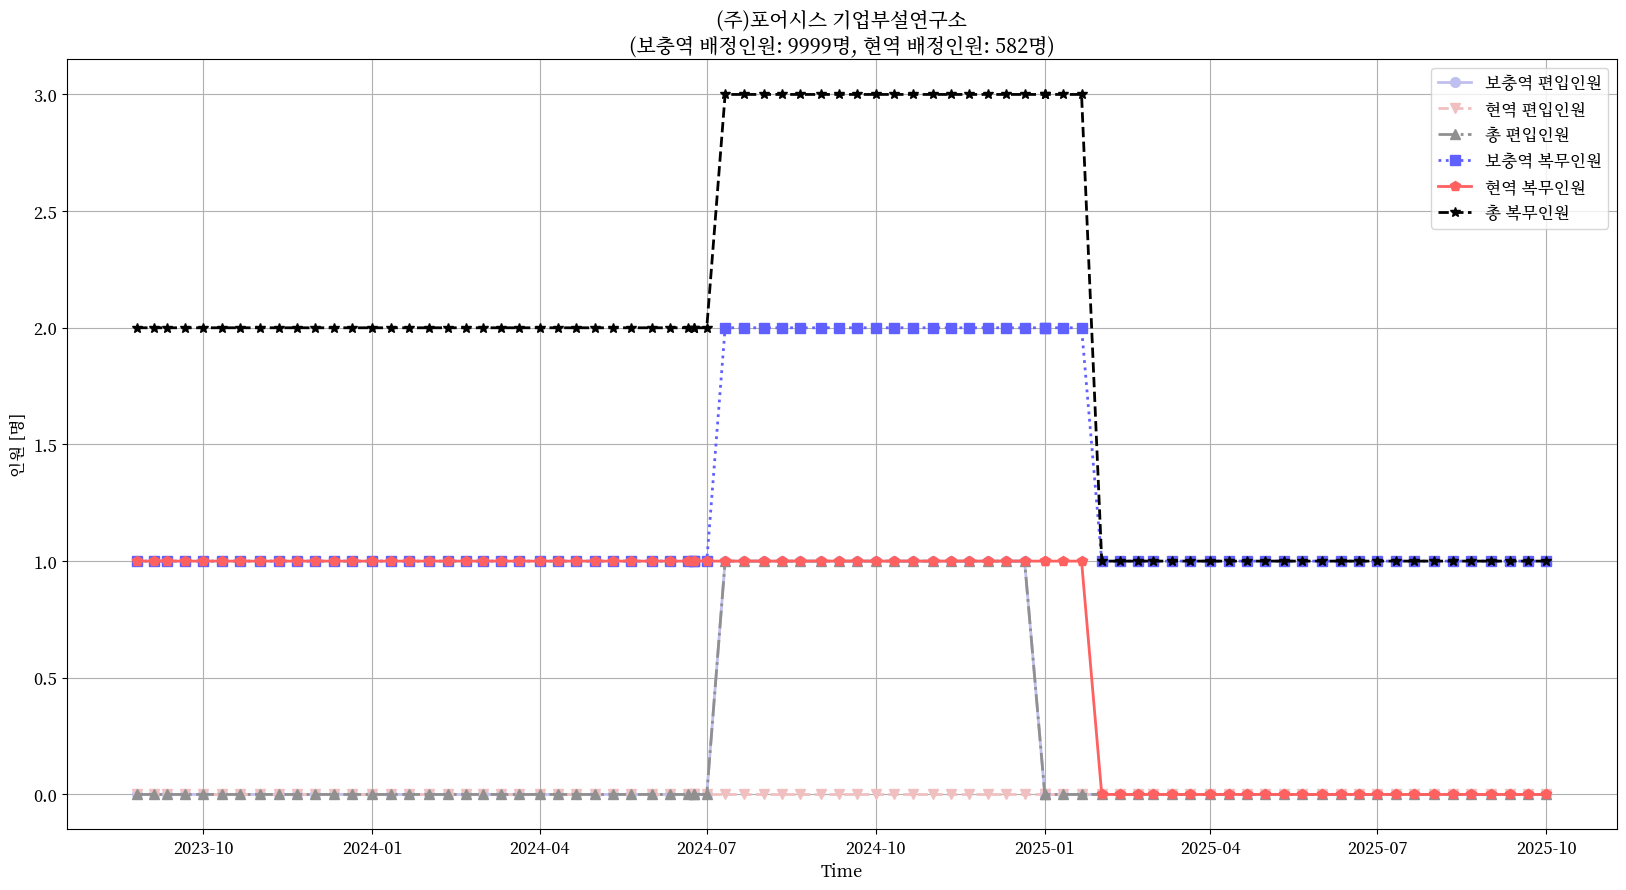 (주)포어시스 기업부설연구소
(보충역 배정인원: 9999명, 현역 배정인원: 582명)
보충역 편입인원
현역 편입인원
총 편입인원
보충역 복무인원
현역 복무인원
총 복무인원
인원 [명]
3.0
2.5
2.0
1.5
1.0
0.5
0.0
2023-10 2024-01 2024-04 2024-07 2024-10 2025-01 2025-04 2025-07 2025-10
Time